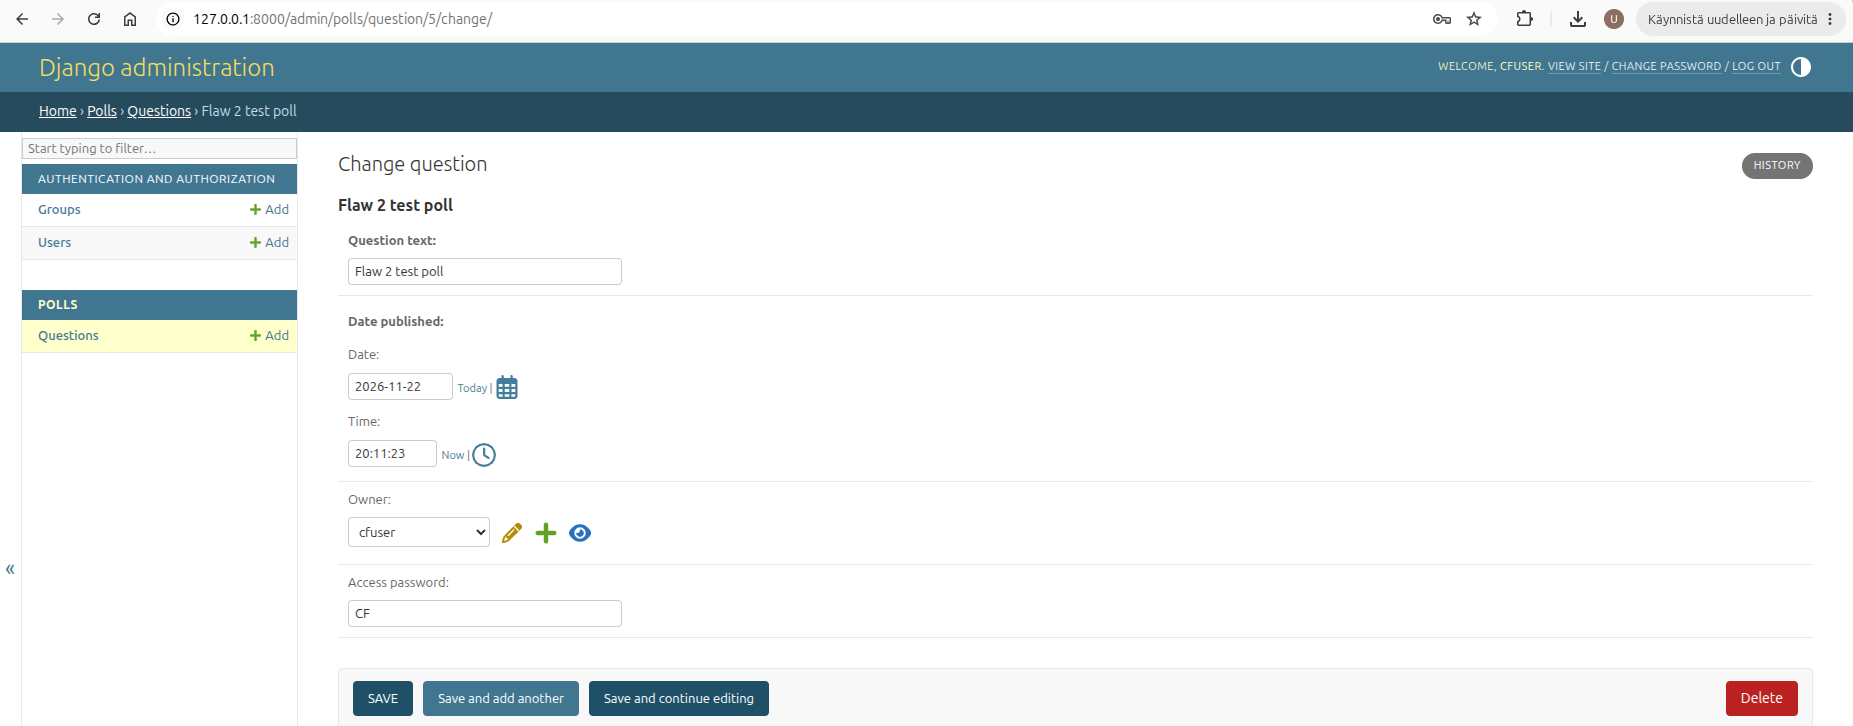 127.0.0.1:8000/admin/polls/question/5/change/
U
Käynnistä uudelleen ja päivitä
Django administration
WELCOME, CFUSER. VIEW SITE / CHANGE PASSWORD / LOG OUT
Home › Polls › Questions › Flaw 2 test poll
Start typing to filter…
AUTHENTICATION AND AUTHORIZATION
Groups + Add
Users + Add
POLLS
Questions + Add
«
Change question
HISTORY
Flaw 2 test poll
Question text:
Flaw 2 test poll
Date published:
Date:
2026-11-22 Today |
Time:
20:11:23 Now |
Owner:
cfuser
Access password:
CF
SAVE Save and add another Save and continue editing Delete